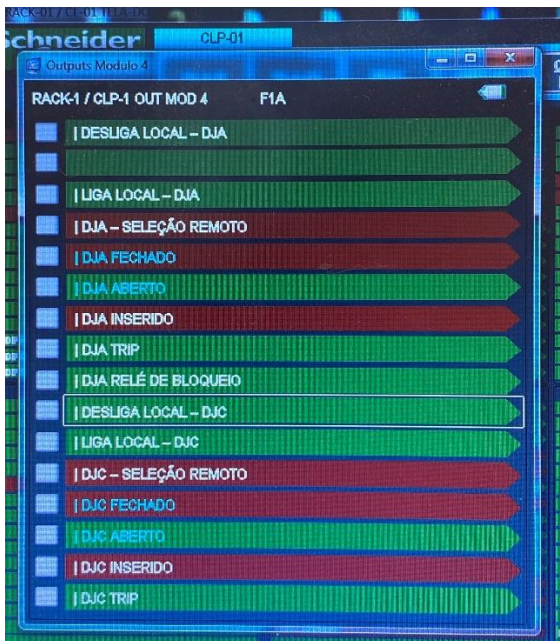 Schneider
CLP-01
Outputs Modulo 4
RACK-1 / CLP-1 OUT MOD 4 F1A
| DESLIGA LOCAL – DJA
| LIGA LOCAL – DJA
| DJA – SELEÇÃO REMOTO
| DJA FECHADO
| DJA ABERTO
| DJA INSERIDO
| DJA TRIP
| DJA RELÉ DE BLOQUEIO
| DESLIGA LOCAL – DJC
| LIGA LOCAL – DJC
| DJC – SELEÇÃO REMOTO
| DJC FECHADO
| DJC ABERTO
| DJC INSERIDO
| DJC TRIP